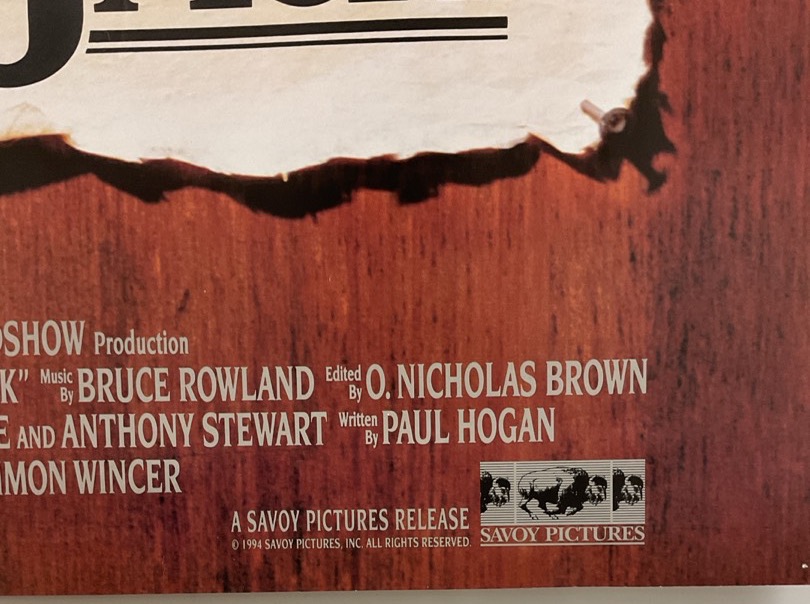 SHOW Production
K” Music By BRUCE ROWLAND Edited By O. NICHOLAS BROWN
E AND ANTHONY STEWART Written By PAUL HOGAN
MON WINCER
A SAVOY PICTURES RELEASE
© 1994 SAVOY PICTURES, INC. ALL RIGHTS RESERVED.
SAVOY PICTURES